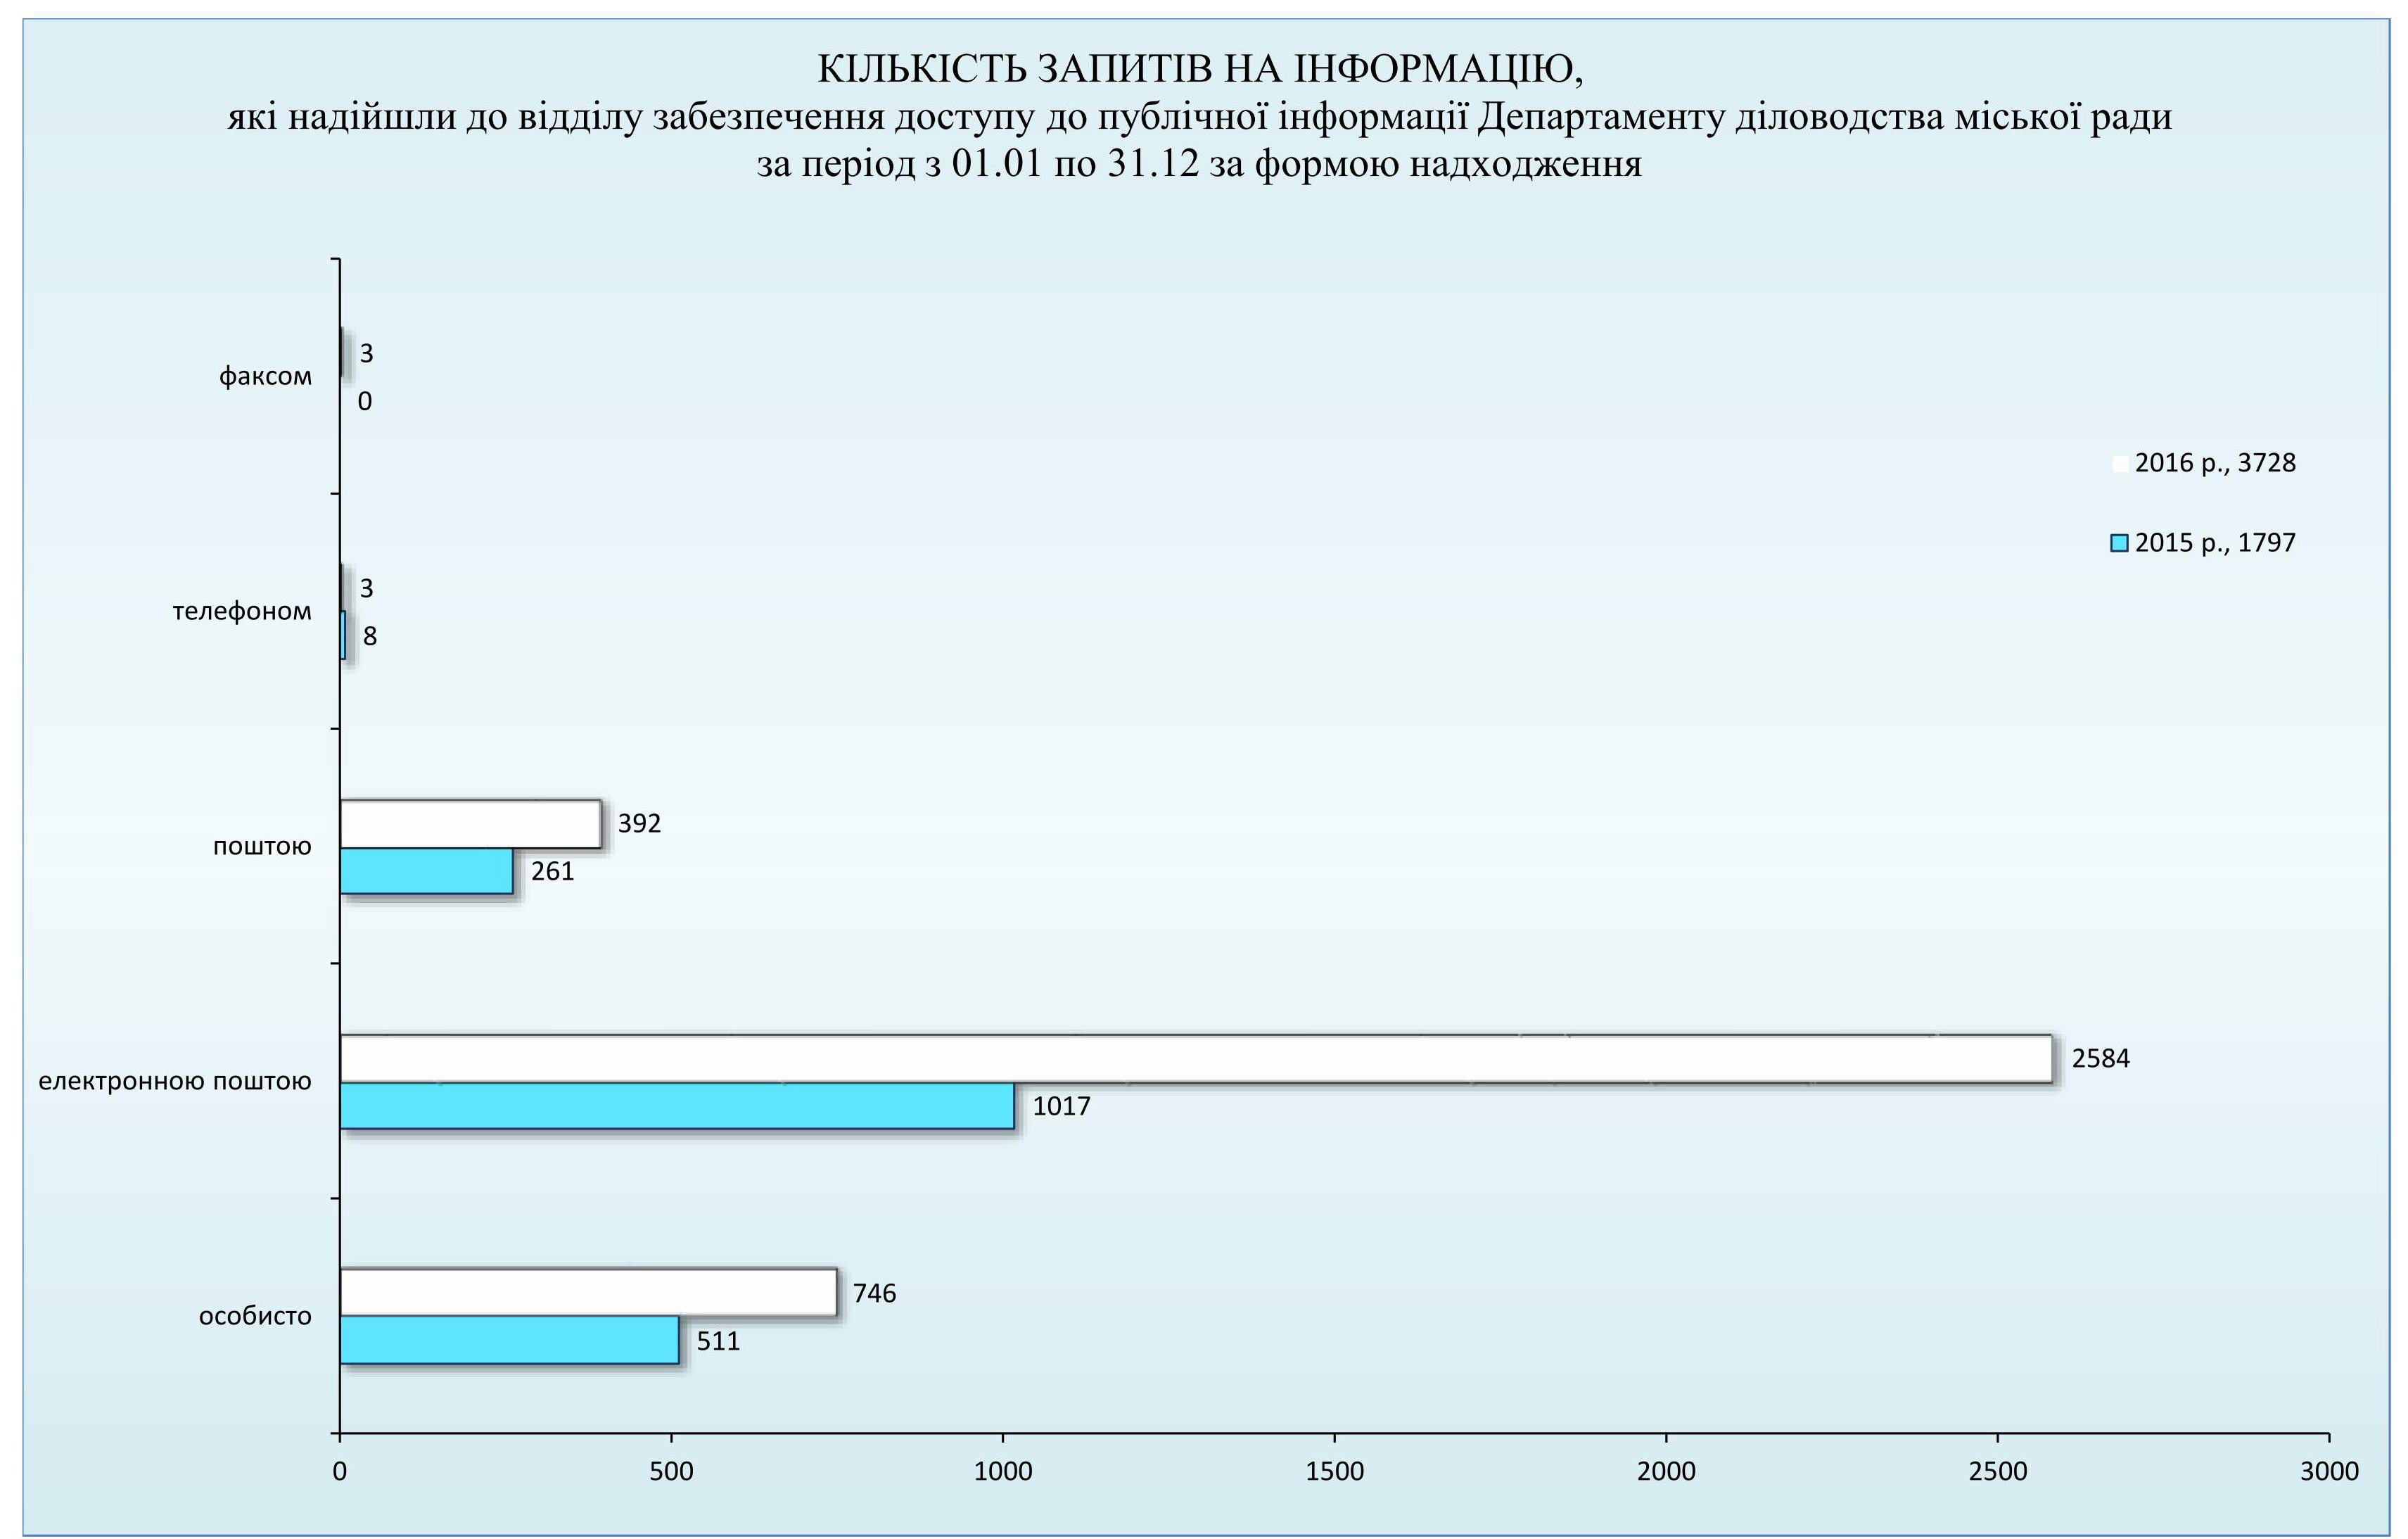 КІЛЬКІСТЬ ЗАПИТІВ НА ІНФОРМАЦІЮ,
які надійшли до відділу забезпечення доступу до публічної інформації Департаменту діловодства міської ради
за період з 01.01 по 31.12 за формою надходження
3
факсом
0
2016 р., 3728
2015 р., 1797
3
телефоном
8
392
поштою
261
2584
електронною поштою
1017
746
особисто
511
0 500 1000 1500 2000 2500 3000